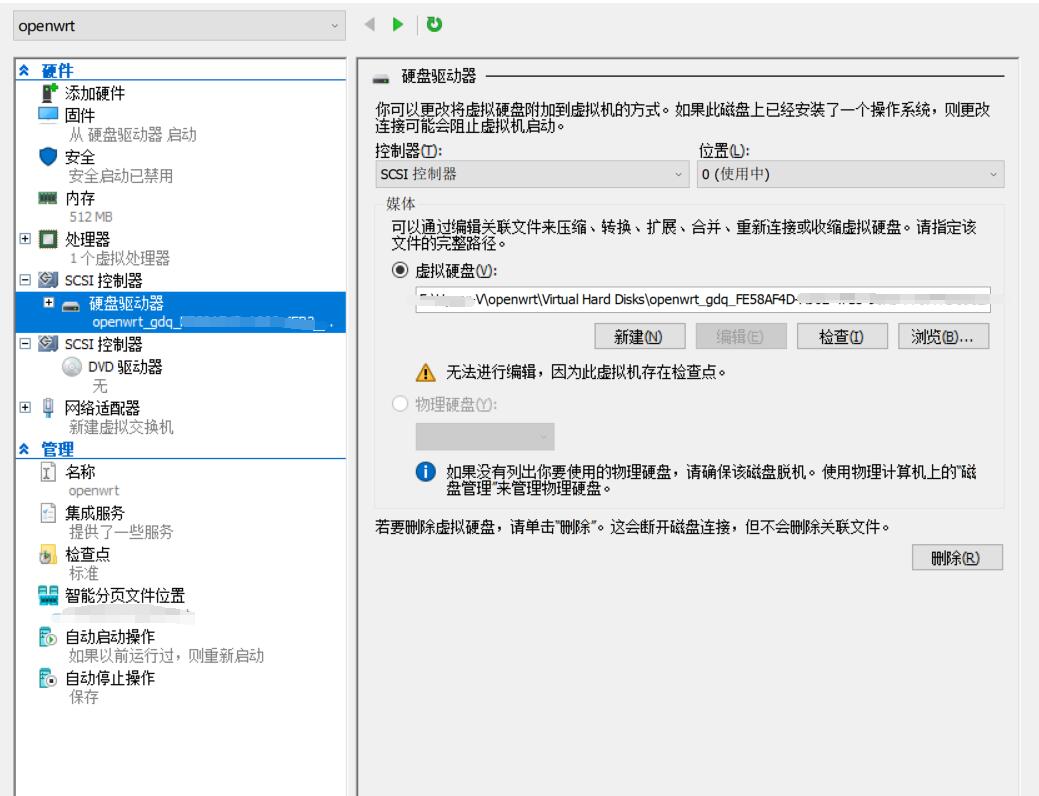 openwrt
硬件
添加硬件
固件
从 硬盘驱动器 启动
安全
安全启动已禁用
内存
512 MB
处理器
1 个虚拟处理器
SCSI 控制器
硬盘驱动器
openwrt_gdq_
SCSI 控制器
DVD 驱动器
无
网络适配器
新建虚拟交换机
管理
名称
openwrt
集成服务
提供了一些服务
检查点
标准
智能分页文件位置
自动启动操作
如果以前运行过，则重新启动
自动停止操作
保存
硬盘驱动器
你可以更改将虚拟硬盘附加到虚拟机的方式。如果此磁盘上已经安装了一个操作系统，则更改
连接可能会阻止虚拟机启动。
控制器(T): 位置(L):
SCSI 控制器 0 (使用中)
媒体
可以通过编辑关联文件来压缩、转换、扩展、合并、重新连接或收缩虚拟硬盘。请指定该
文件的完整路径。
虚拟硬盘(V):
-V\openwrt\Virtual Hard Disks\openwrt_gdq_FE58AF4D-
新建(N) 编辑(E) 检查(I) 浏览(B)...
无法进行编辑，因为此虚拟机存在检查点。
物理硬盘(Y):
如果没有列出你要使用的物理硬盘，请确保该磁盘脱机。使用物理计算机上的"磁
盘管理"来管理物理硬盘。
若要删除虚拟硬盘，请单击"删除"。这会断开磁盘连接，但不会删除关联文件。
删除(R)